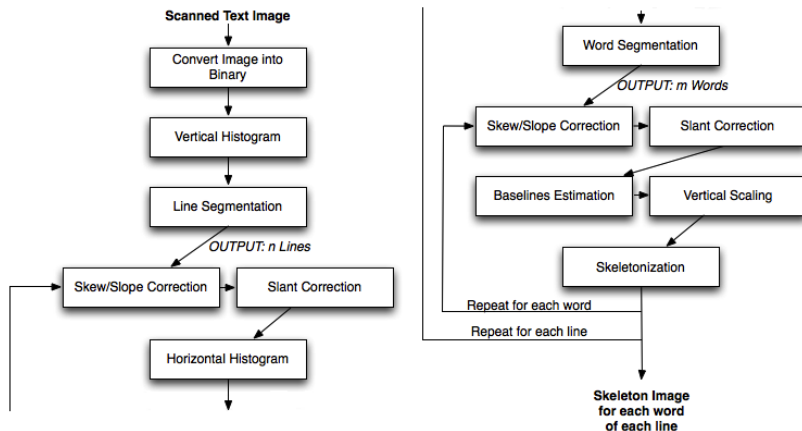 Scanned Text Image
Convert Image into
Binary
Vertical Histogram
Line Segmentation
OUTPUT: n Lines
Skew/Slope Correction
Slant Correction
Horizontal Histogram
Word Segmentation
OUTPUT: m Words
Skew/Slope Correction
Slant Correction
Baselines Estimation
Vertical Scaling
Skeletonization
Repeat for each word
Repeat for each line
Skeleton Image
for each word
of each line